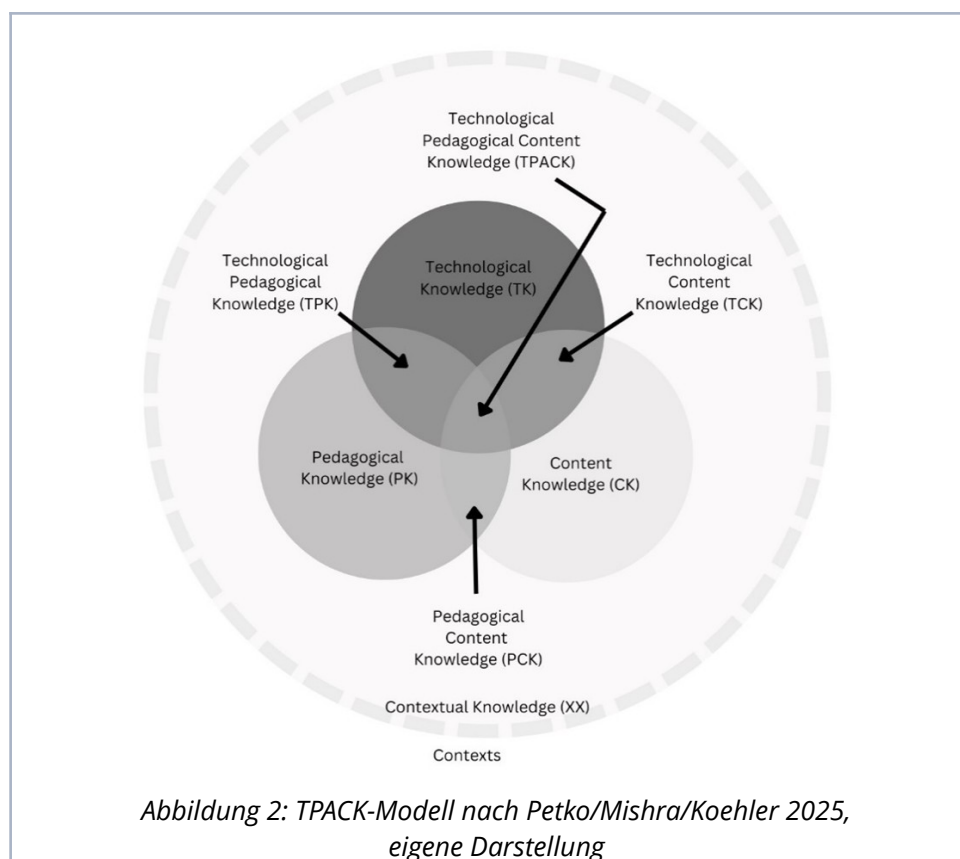 Technological
Pedagogical Content
Knowledge (TPACK)
Technological
Pedagogical
Knowledge (TPK)
Technological
Knowledge (TK)
Technological
Content
Knowledge (TCK)
Pedagogical
Knowledge (PK)
Content
Knowledge (CK)
Pedagogical
Content
Knowledge (PCK)
Contextual Knowledge (XX)
Contexts
Abbildung 2: TPACK-Modell nach Petko/Mishra/Koehler 2025,
eigene Darstellung